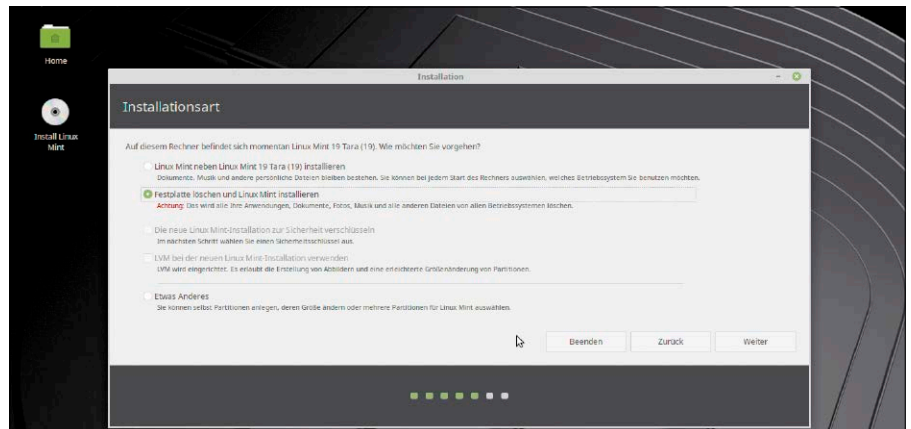 Home
Install Linux
Mint
Installation
Installationsart
Auf diesem Rechner befindet sich momentan Linux Mint 19 Tara (19). Wie möchten Sie vorgehen?
Linux Mint neben Linux Mint 19 Tara (19) installieren
Dokumente, Musik und andere persönliche Dateien bleiben bestehen. Sie können bei jedem Start des Rechners auswählen, welches Betriebssystem Sie benutzen möchten.
Festplatte löschen und Linux Mint installieren
Achtung: Das wird alle Ihre Anwendungen, Dokumente, Fotos, Musik und alle anderen Dateien von allen Betriebssystemen löschen.
Die neue Linux Mint-Installation zur Sicherheit verschlüsseln
Im nächsten Schritt wählen Sie einen Sicherheitsschlüssel aus.
LVM bei der neuen Linux Mint-Installation verwenden
LVM wird eingerichtet. Es erlaubt die Erstellung von Abbildern und eine erleichterte Größenänderung von Partitionen.
Etwas Anderes
Sie können selbst Partitionen anlegen, deren Größe ändern oder mehrere Partitionen für Linux Mint auswählen.
Beenden
Zurück
Weiter